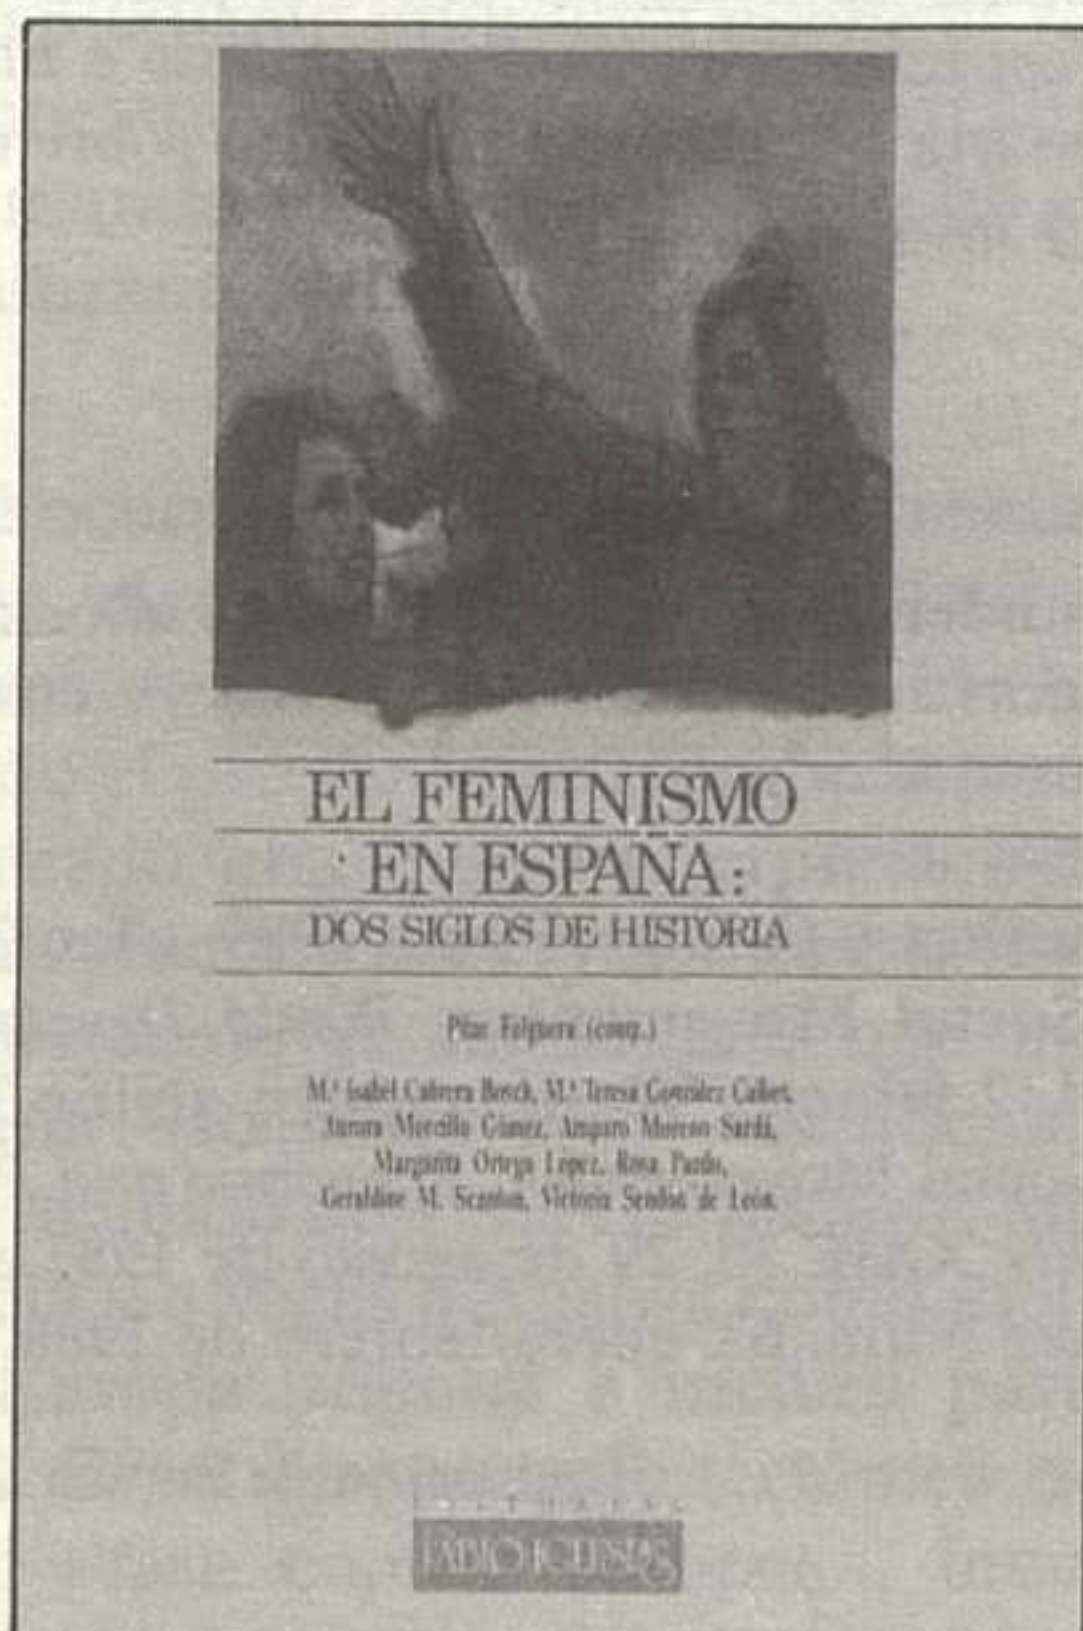 EL FEMINISMO
EN ESPAÑA:
DOS SIGLOS DE HISTORIA
Pilar Folguera (comp.)
M.ª Isabel Cabrera Bosch, M.ª Teresa González Calbet,
Aurora Morcillo Gómez, Amparo Moreno Sardá,
Margarita Ortega López, Rosa Pardo,
Geraldine M. Scanlon, Victoria Sendón de León.
EDITORIAL
PABLO IGLESIAS